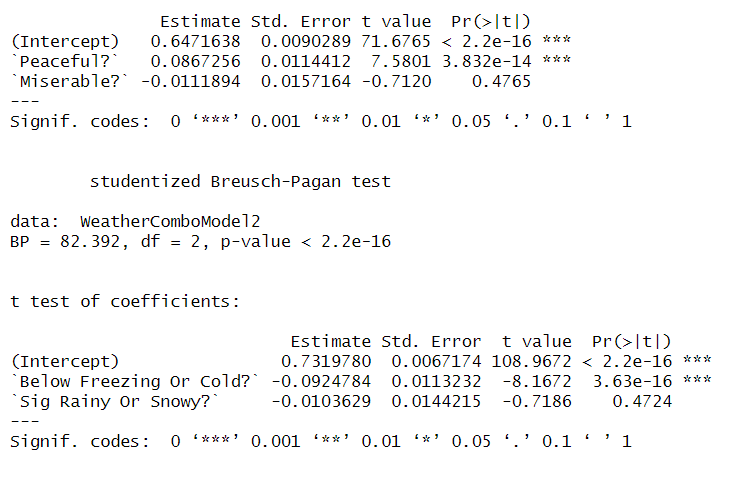 Estimate Std. Error t value Pr(>|t|)
(Intercept) 0.6471638 0.0090289 71.6765 < 2.2e-16 ***
`Peaceful?` 0.0867256 0.0114412 7.5801 3.832e-14 ***
`Miserable?` -0.0111894 0.0157164 -0.7120 0.4765
---
Signif. codes: 0 ‘***’ 0.001 ‘**’ 0.01 ‘*’ 0.05 ‘.’ 0.1 ‘ ’ 1
studentized Breusch-Pagan test
data: WeatherComboModel2
BP = 82.392, df = 2, p-value < 2.2e-16
t test of coefficients:
Estimate Std. Error t value Pr(>|t|)
(Intercept) 0.7319780 0.0067174 108.9672 < 2.2e-16 ***
`Below Freezing Or Cold?` -0.0924784 0.0113232 -8.1672 3.63e-16 ***
`Sig Rainy Or Snowy?` -0.0103629 0.0144215 -0.7186 0.4724
---
Signif. codes: 0 ‘***’ 0.001 ‘**’ 0.01 ‘*’ 0.05 ‘.’ 0.1 ‘ ’ 1